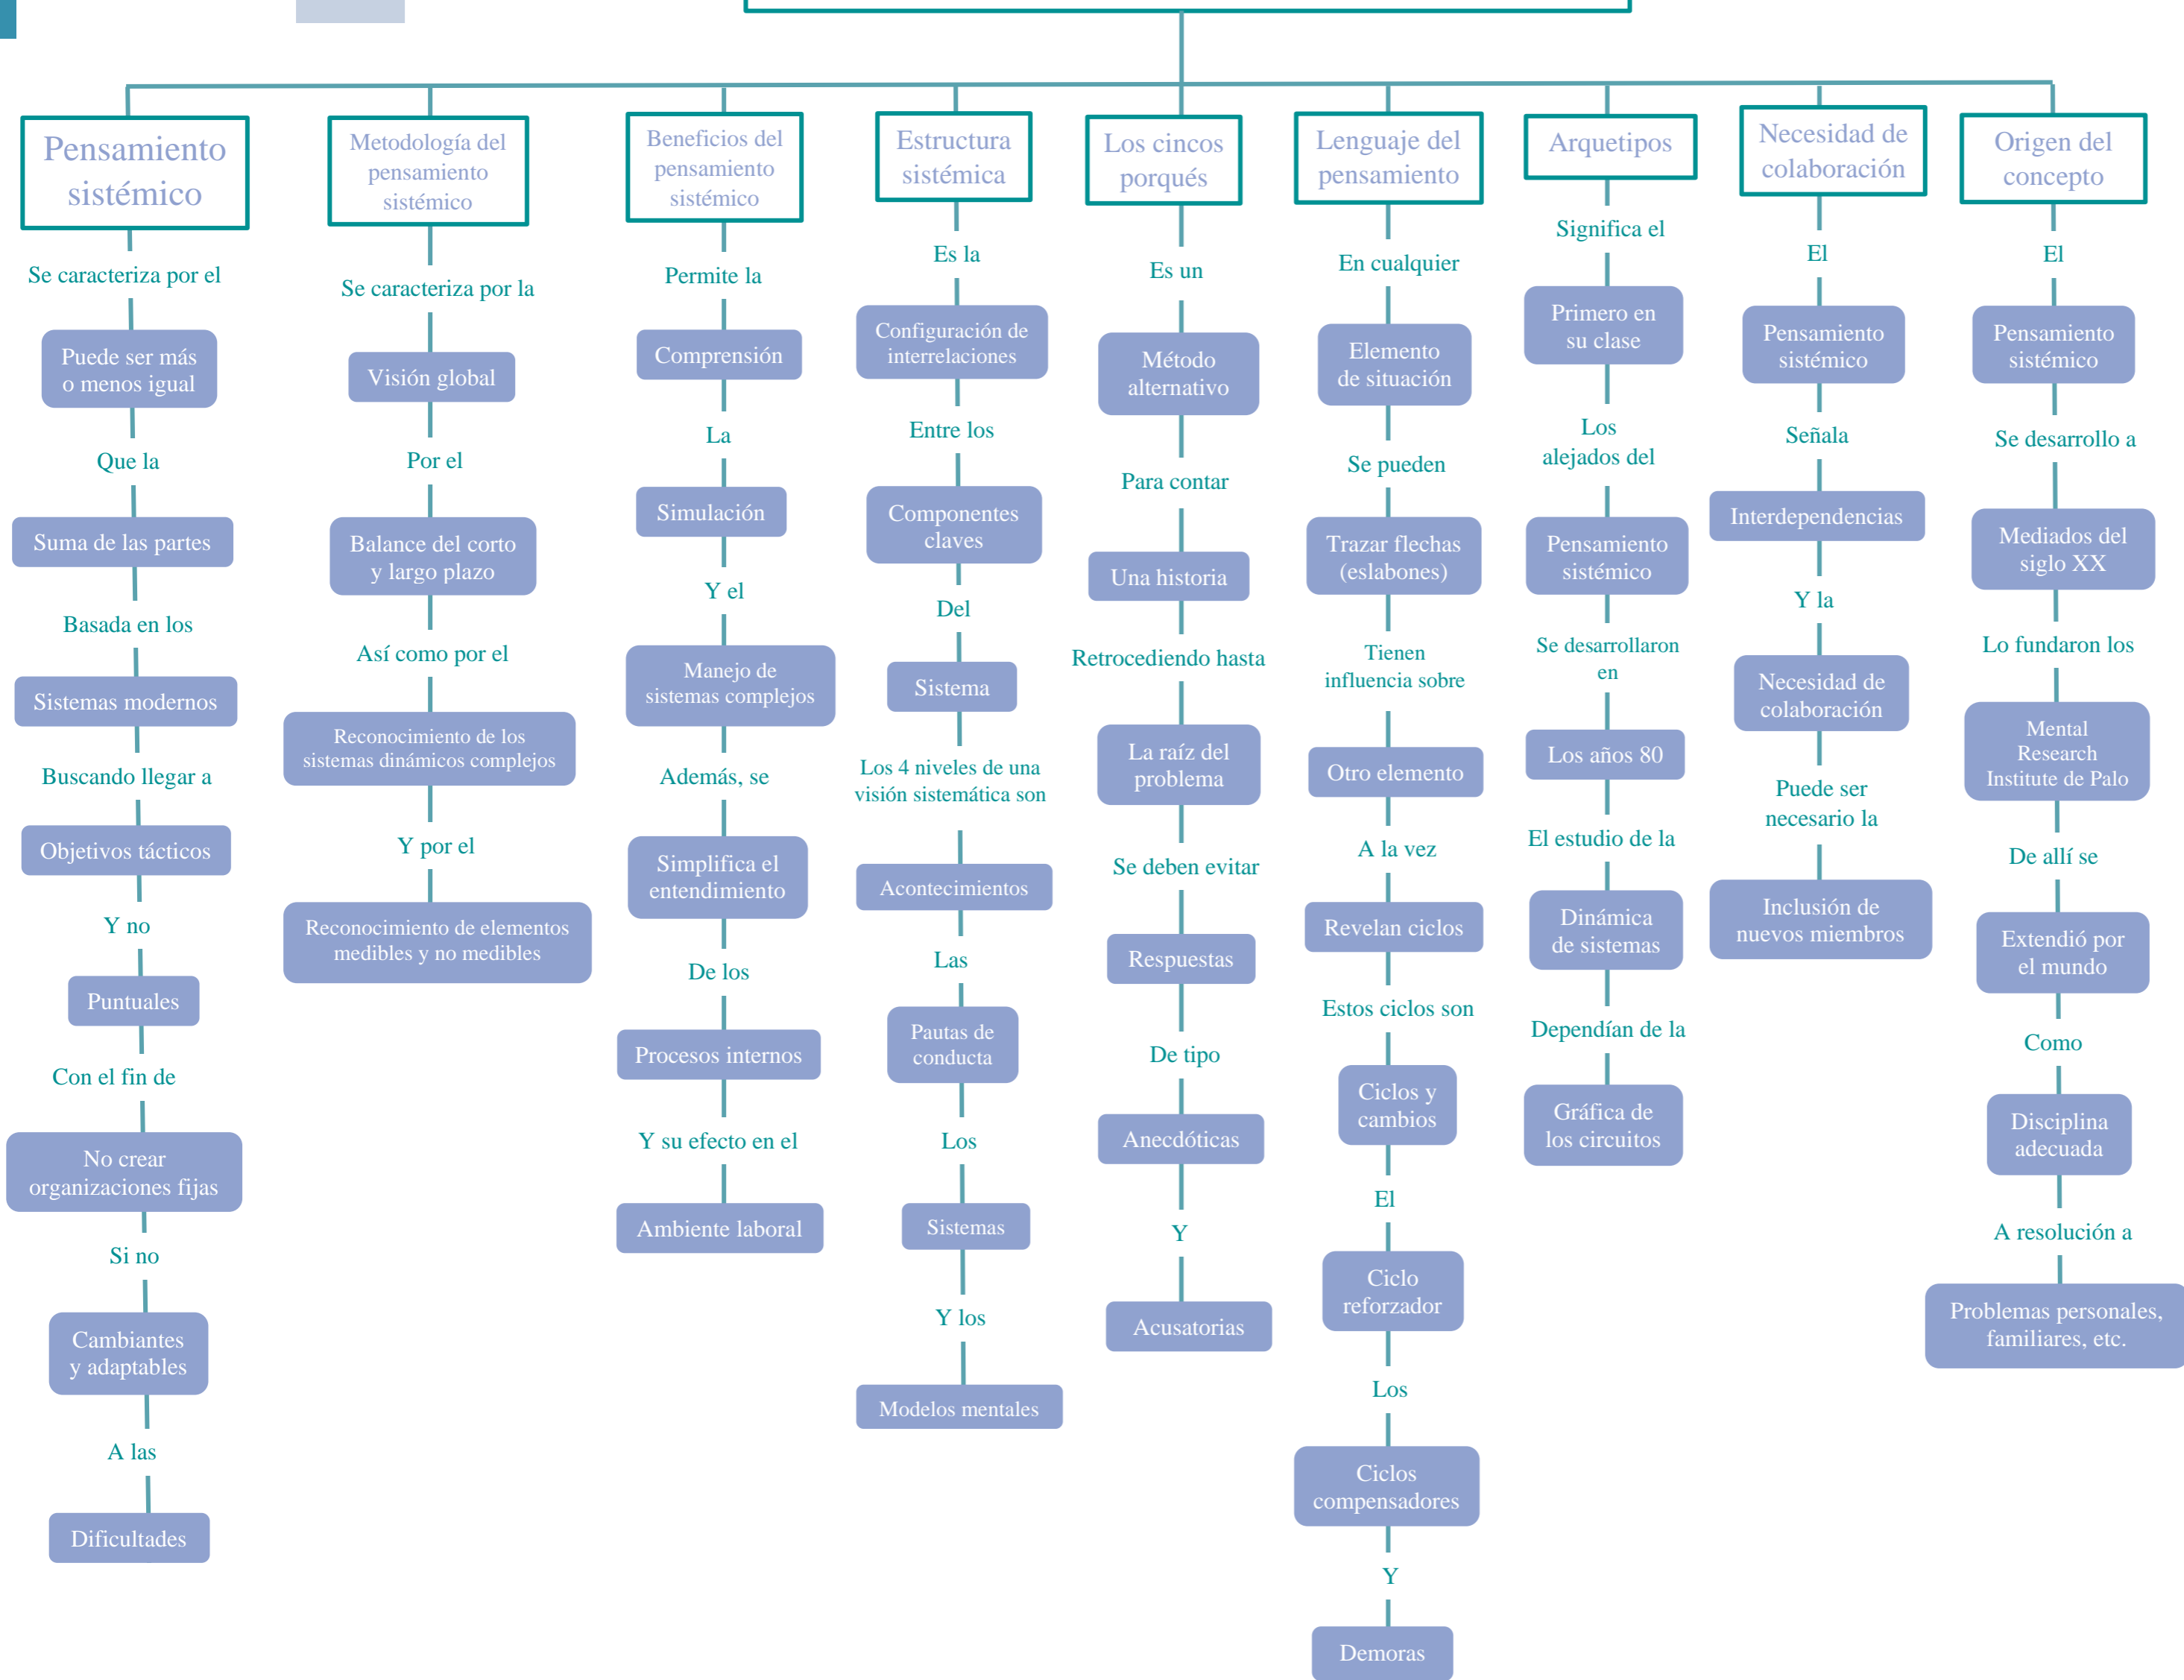 Pensamiento
sistémico
Se caracteriza por el
Puede ser más
o menos igual
Que la
Suma de las partes
Basada en los
Sistemas modernos
Buscando llegar a
Objetivos tácticos
Y no
Puntuales
Con el fin de
No crear
organizaciones fijas
Si no
Cambiantes
y adaptables
A las
Dificultades
Metodología del
pensamiento
sistémico
Se caracteriza por la
Visión global
Por el
Balance del corto
y largo plazo
Así como por el
Reconocimiento de los
sistemas dinámicos complejos
Y por el
Reconocimiento de elementos
medibles y no medibles
Beneficios del
pensamiento
sistémico
Permite la
Comprensión
La
Simulación
Y el
Manejo de
sistemas complejos
Además, se
Simplifica el
entendimiento
De los
Procesos internos
Y su efecto en el
Ambiente laboral
Estructura
sistémica
Es la
Configuración de
interrelaciones
Entre los
Componentes
claves
Del
Sistema
Los 4 niveles de una
visión sistemática son
Acontecimientos
Las
Pautas de
conducta
Los
Sistemas
Y los
Modelos mentales
Los cincos
porqués
Es un
Método
alternativo
Para contar
Una historia
Retrocediendo hasta
La raíz del
problema
Se deben evitar
Respuestas
De tipo
Anecdóticas
Y
Acusatorias
Lenguaje del
pensamiento
En cualquier
Elemento
de situación
Se pueden
Trazar flechas
(eslabones)
Tienen
influencia sobre
Otro elemento
A la vez
Revelan ciclos
Estos ciclos son
Ciclos y
cambios
El
Ciclo
reforzador
Los
Ciclos
compensadores
Y
Demoras
Arquetipos
Significa el
Primero en
su clase
Los
alejados del
Pensamiento
sistémico
Se desarrollaron
en
Los años 80
El estudio de la
Dinámica
de sistemas
Dependían de la
Gráfica de
los circuitos
Necesidad de
colaboración
El
Pensamiento
sistémico
Señala
Interdependencias
Y la
Necesidad de
colaboración
Puede ser
necesario la
Inclusión de
nuevos miembros
Origen del
concepto
El
Pensamiento
sistémico
Se desarrollo a
Mediados del
siglo XX
Lo fundaron los
Mental
Research
Institute de Palo
De allí se
Extendió por
el mundo
Como
Disciplina
adecuada
A resolución a
Problemas personales,
familiares, etc.